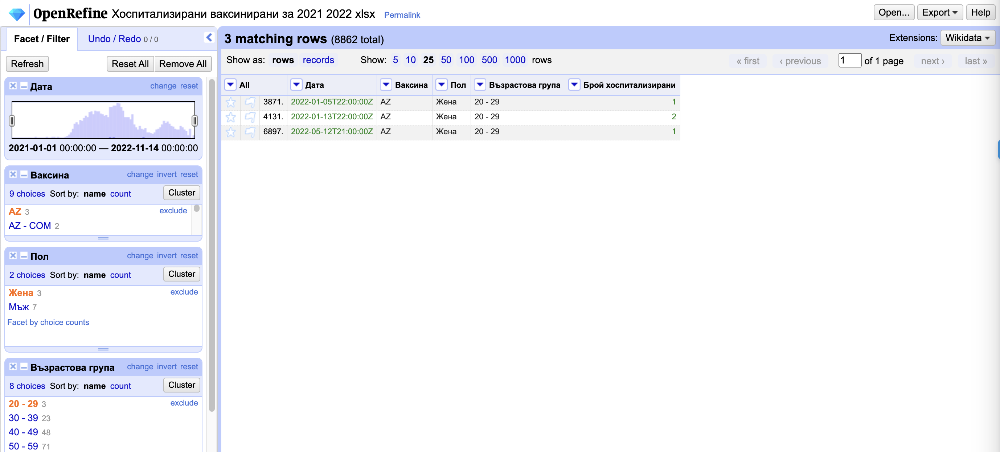 OpenRefine Хоспитализирани ваксинирани за 2021 2022 xlsx Permalink Open... Export Help
Facet / Filter Undo / Redo 0 / 0
Refresh Reset All Remove All
Дата change reset
2021-01-01 00:00:00 — 2022-11-14 00:00:00
Ваксина change invert reset
9 choices Sort by: name count Cluster
AZ 3 exclude
AZ - COM 2
Пол change invert reset
2 choices Sort by: name count Cluster
Жена 3 exclude
Мъж 7
Facet by choice counts
Възрастова група change invert reset
8 choices Sort by: name count Cluster
20 - 29 3 exclude
30 - 39 23
40 - 49 48
50 - 59 71
3 matching rows (8862 total) Extensions: Wikidata
Show as: rows records Show: 5 10 25 50 100 500 1000 rows « first ‹ previous 1 of 1 page next › last »
All Дата Ваксина Пол Възрастова група Брой хоспитализирани
3871. 2022-01-05T22:00:00Z AZ Жена 20 - 29 1
4131. 2022-01-13T22:00:00Z AZ Жена 20 - 29 2
6897. 2022-05-12T21:00:00Z AZ Жена 20 - 29 1